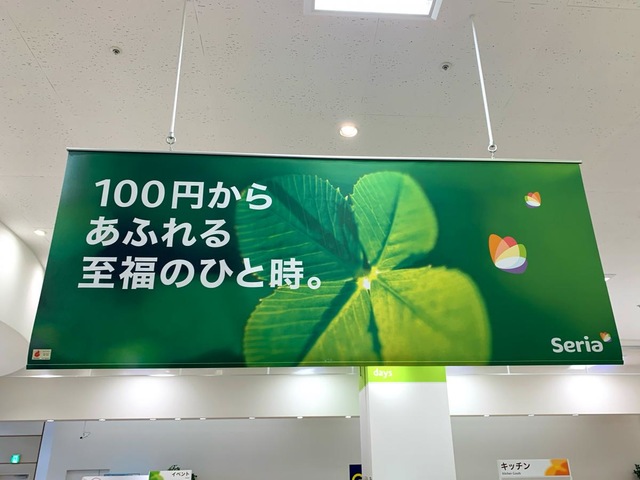 100円から
あふれる
至福のひと時。
Seria
days
イベント
キッチン